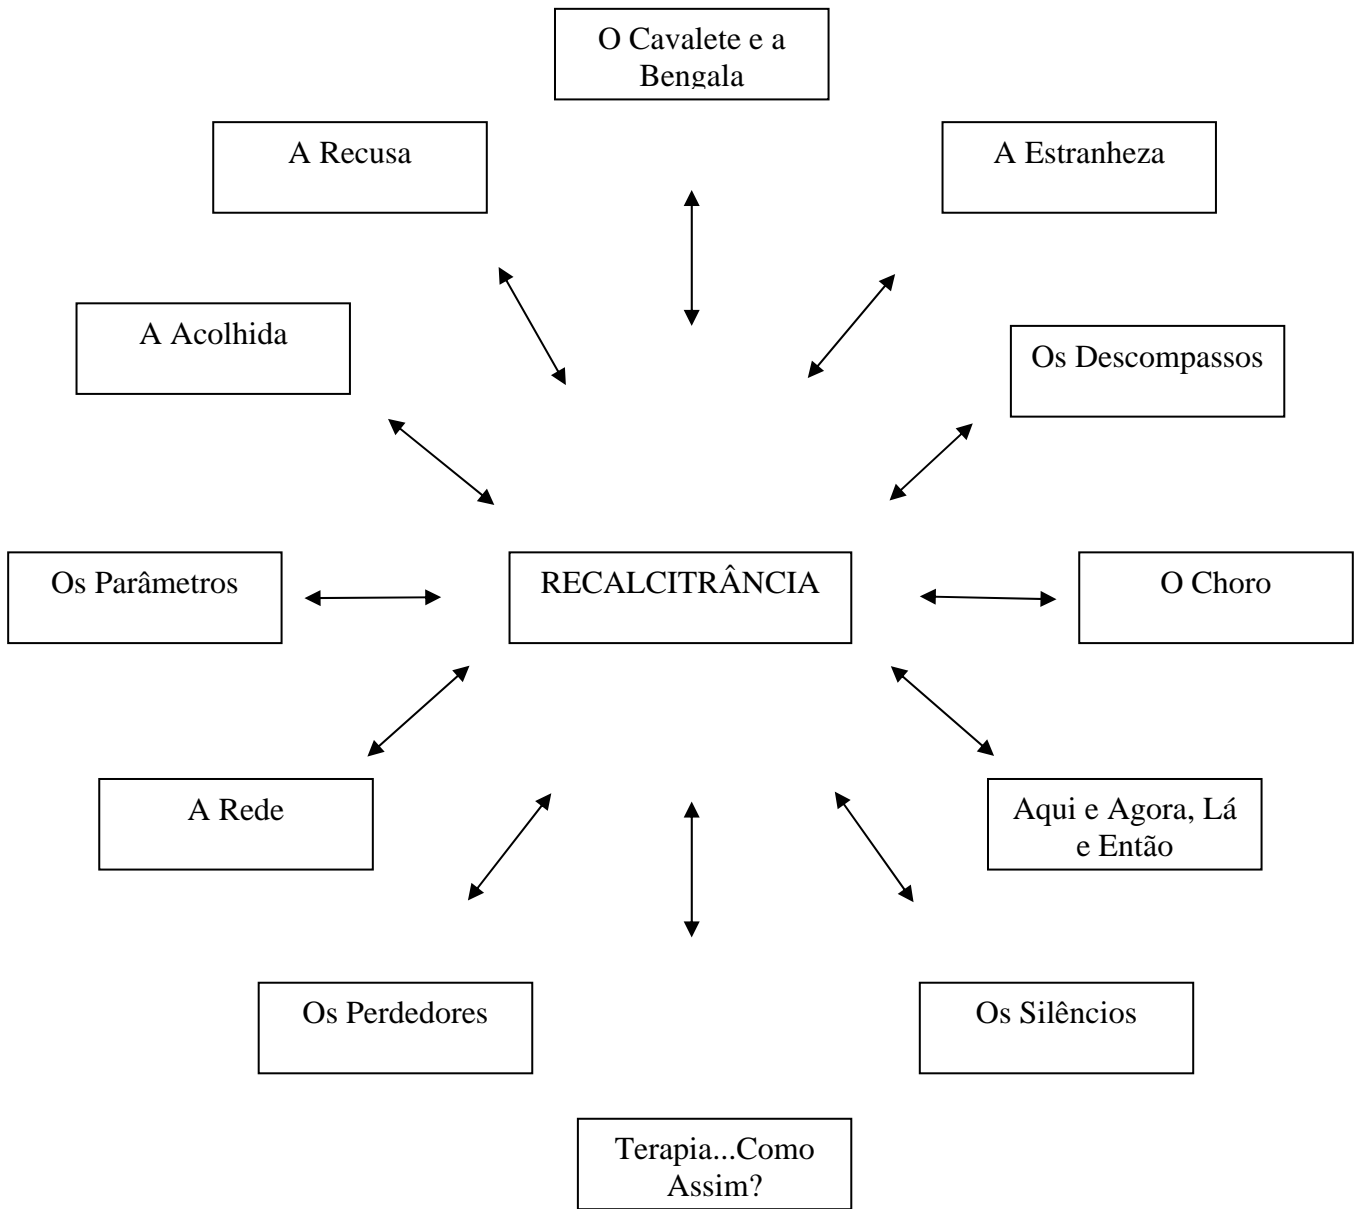 O Cavalete e a
Bengala
A Recusa
A Estranheza
A Acolhida
Os Descompassos
Os Parâmetros
RECALCITRÂNCIA
O Choro
A Rede
Aqui e Agora, Lá
e Então
Os Perdedores
Os Silêncios
Terapia...Como
Assim?